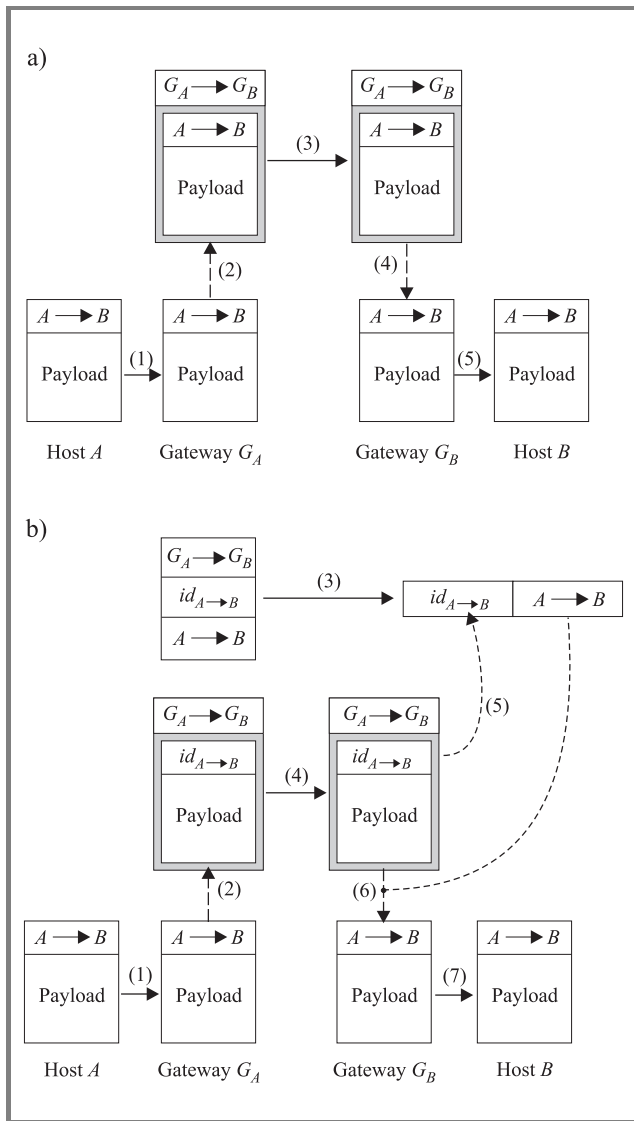 a)
G_A → G_B
G_A → G_B
A → B
A → B
(3)
Payload
Payload
(2)
(4)
A → B
A → B
A → B
A → B
(1)
(5)
Payload
Payload
Payload
Payload
Host A
Gateway G_A
Gateway G_B
Host B
b)
G_A → G_B
(3)
id_A→B
id_A→B
A → B
A → B
G_A → G_B
G_A → G_B
(5)
id_A→B
id_A→B
(4)
Payload
Payload
(2)
(6)
A → B
A → B
A → B
A → B
(1)
(7)
Payload
Payload
Payload
Payload
Host A
Gateway G_A
Gateway G_B
Host B